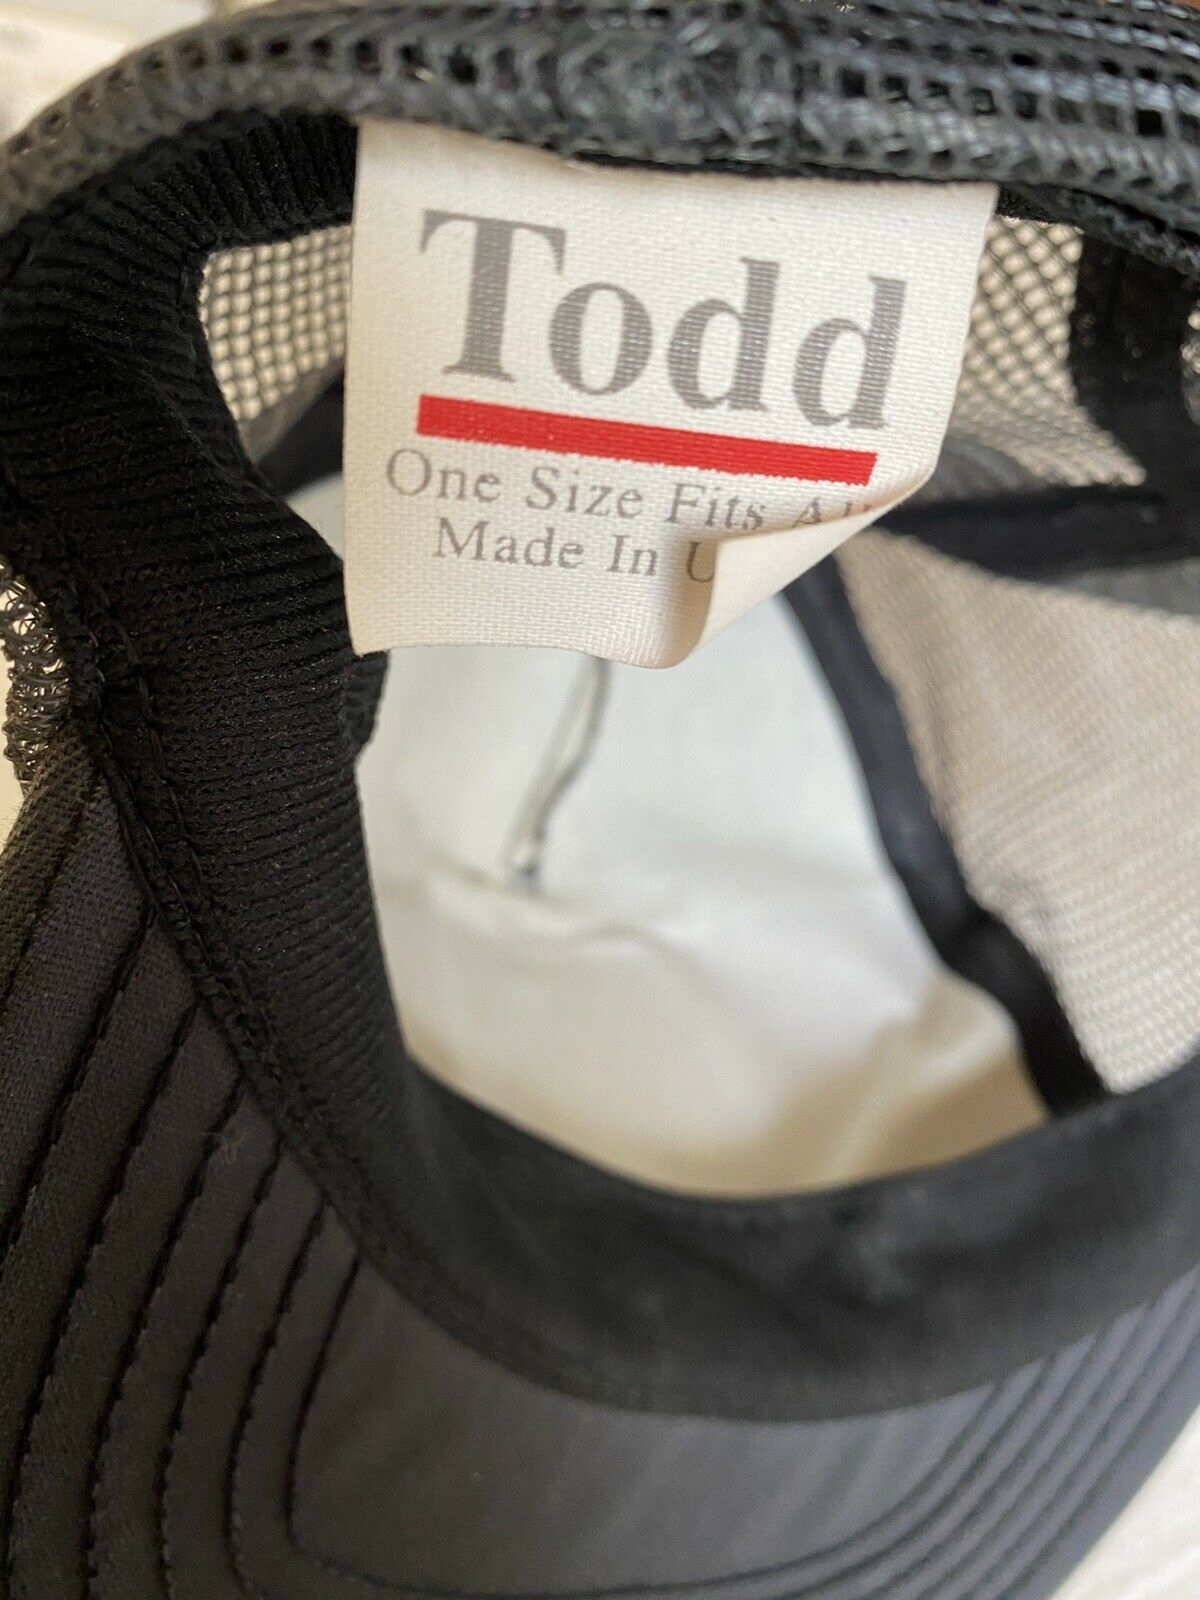 Todd
One Size Fits
Made In